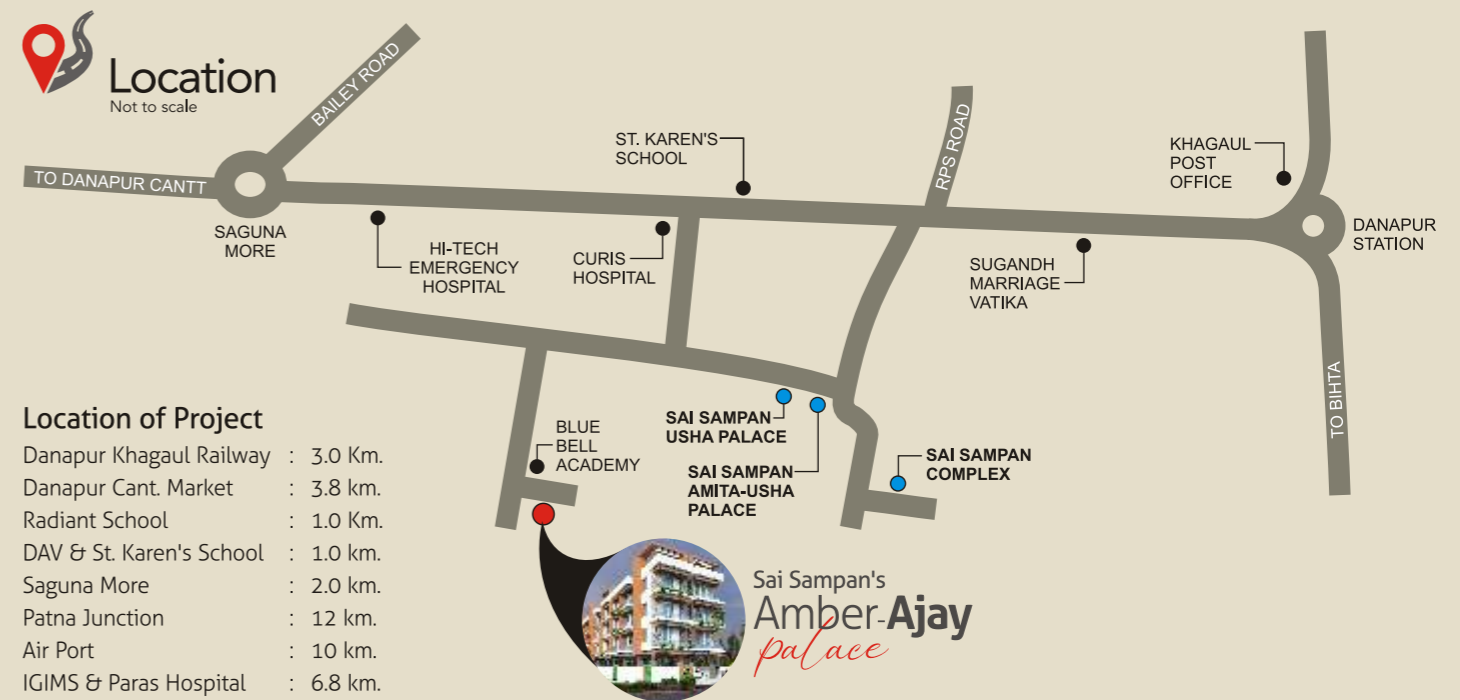 Location
Not to scale
BAILEY ROAD
TO DANAPUR CANTT
SAGUNA
MORE
HI-TECH
EMERGENCY
HOSPITAL
ST. KAREN'S
SCHOOL
CURIS
HOSPITAL
RPS ROAD
SUGANDH
MARRIAGE
VATIKA
KHAGAUL
POST
OFFICE
DANAPUR
STATION
TO BIHTA
BLUE
BELL
ACADEMY
SAI SAMPAN
USHA PALACE
SAI SAMPAN
AMITA-USHA
PALACE
SAI SAMPAN
COMPLEX
Location of Project
Danapur Khagaul Railway : 3.0 Km.
Danapur Cant. Market : 3.8 km.
Radiant School : 1.0 Km.
DAV & St. Karen's School : 1.0 km.
Saguna More : 2.0 km.
Patna Junction : 12 km.
Air Port : 10 km.
IGIMS & Paras Hospital : 6.8 km.
Sai Sampan's
Amber-Ajay
palace